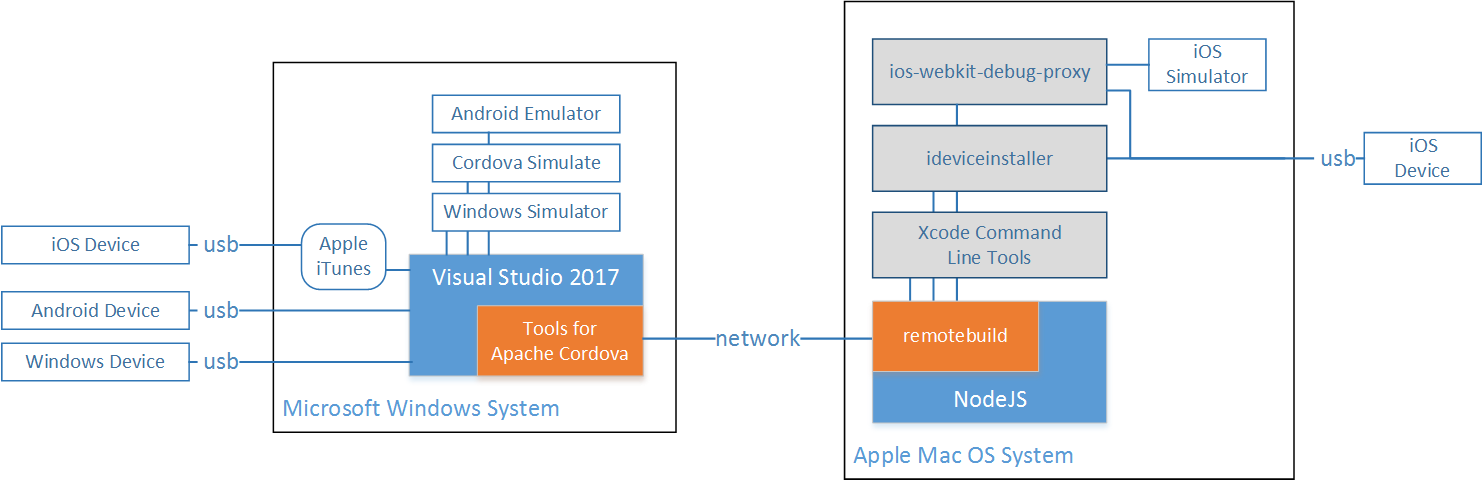 Android Emulator
Cordova Simulate
Windows Simulator
iOS Device
usb
Apple
iTunes
Visual Studio 2017
Android Device
usb
Windows Device
usb
Tools for
Apache Cordova
Microsoft Windows System
network
ios-webkit-debug-proxy
iOS
Simulator
ideviceinstaller
usb
iOS
Device
Xcode Command
Line Tools
remotebuild
NodeJS
Apple Mac OS System